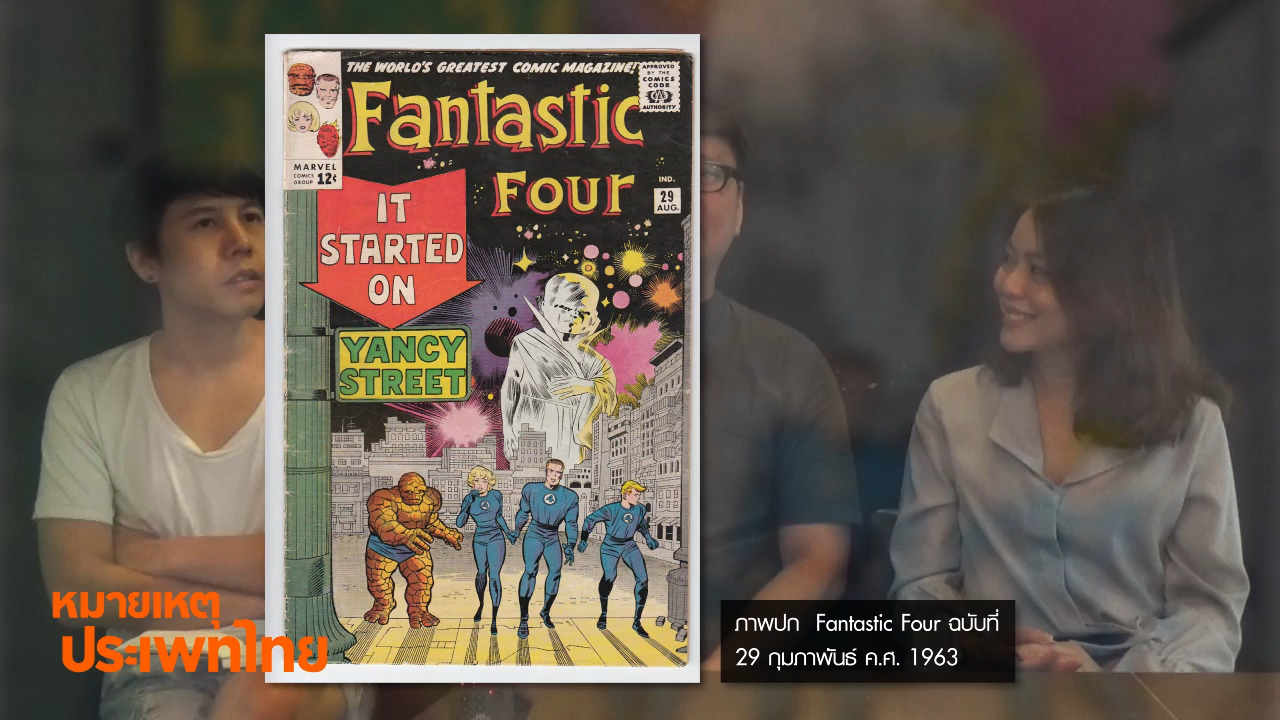 THE WORLD'S GREATEST COMIC MAGAZINE!
APPROVED
BY THE
COMICS
CODE
AUTHORITY
Fantastic
FOUR
MARVEL
COMICS
GROUP 12¢
IND.
29
AUG.
IT
STARTED
ON
YANCY
STREET
หมายเหตุ
ประเพทไทย
ภาพปก Fantastic Four ฉบับที่
29 กุมภาพันธ์ ค.ศ. 1963